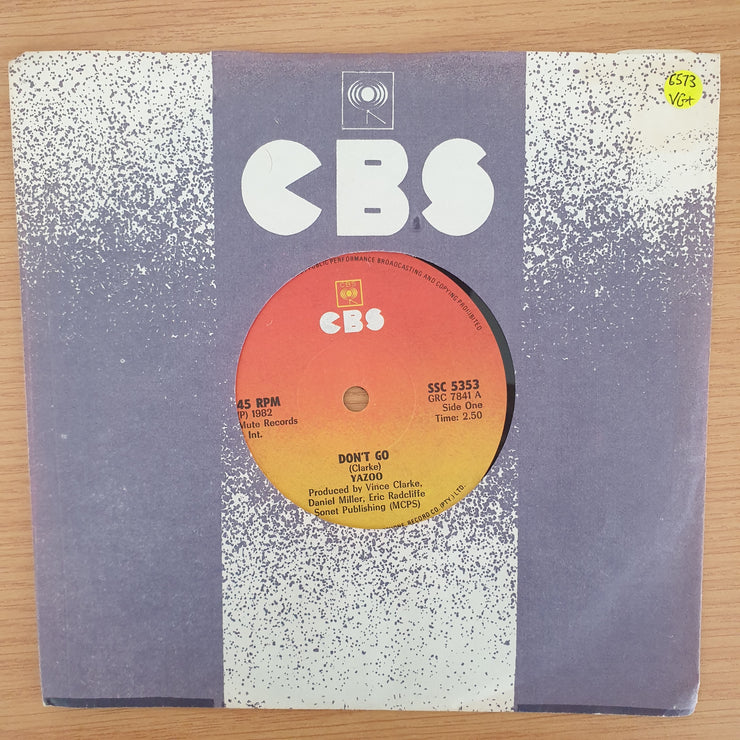 6573
VG+
CBS
PUBLIC PERFORMANCE BROADCASTING AND COPYING PROHIBITED
CBS
CBS
45 RPM
(P) 1982
Mute Records
Int.
SSC 5353
GRC 7841 A
Side One
Time: 2.50
DON'T GO
(Clarke)
YAZOO
Produced by Vince Clarke,
Daniel Miller, Eric Radcliffe
Sonet Publishing (MCPS)
RECORD CO. (PTY.) LTD.